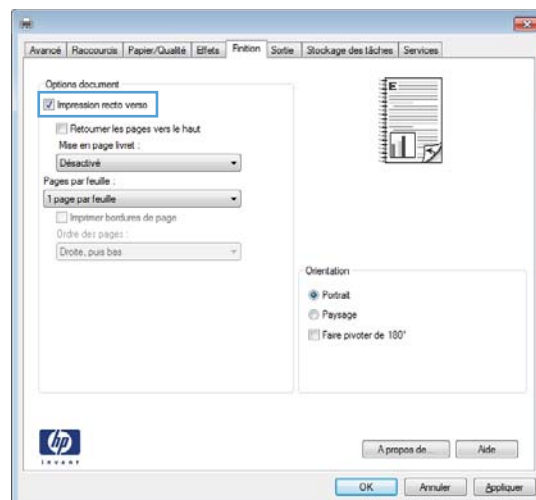 Avancé Raccourcis Papier/Qualité Effets Finition Sortie Stockage des tâches Services
Options document
Impression recto verso
Retourner les pages vers le haut
Mise en page livret :
Désactivé
Pages par feuille :
1 page par feuille
Imprimer bordures de page
Ordre des pages :
Droite, puis bas
E
Orientation
Portrait
Paysage
Faire pivoter de 180°
hp
invent
A propos de...
Aide
OK
Annuler
Appliquer